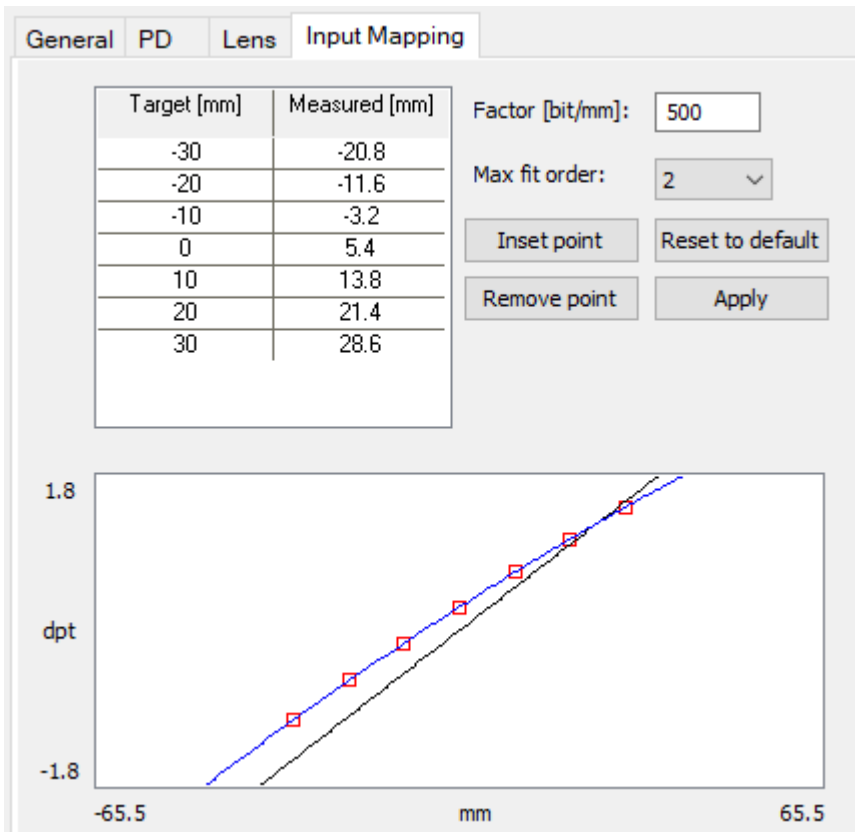 General PD Lens Input Mapping
Target [mm] Measured [mm] Factor [bit/mm]: 500
-30 -20.8
-20 -11.6 Max fit order: 2
-10 -3.2
0 5.4 Inset point Reset to default
10 13.8
20 21.4 Remove point Apply
30 28.6
1.8
dpt
-1.8
-65.5 mm 65.5